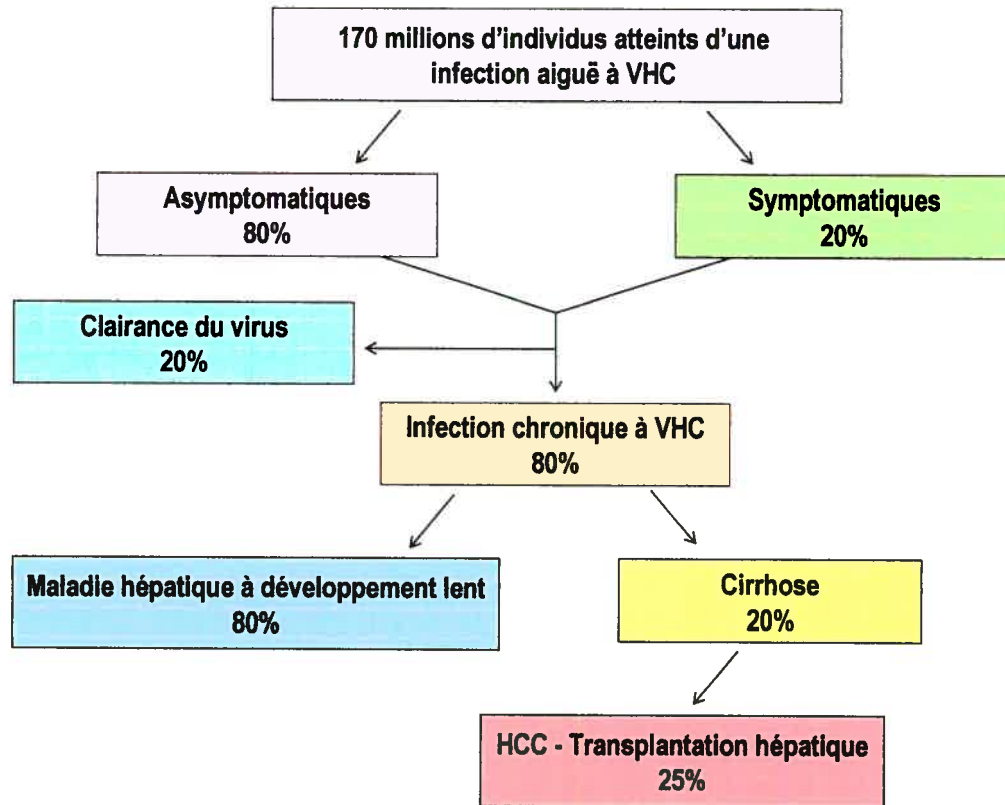 170 millions d'individus atteints d'une
infection aiguë à VHC
Asymptomatiques
80%
Symptomatiques
20%
Clairance du virus
20%
Infection chronique à VHC
80%
Maladie hépatique à développement lent
80%
Cirrhose
20%
HCC - Transplantation hépatique
25%